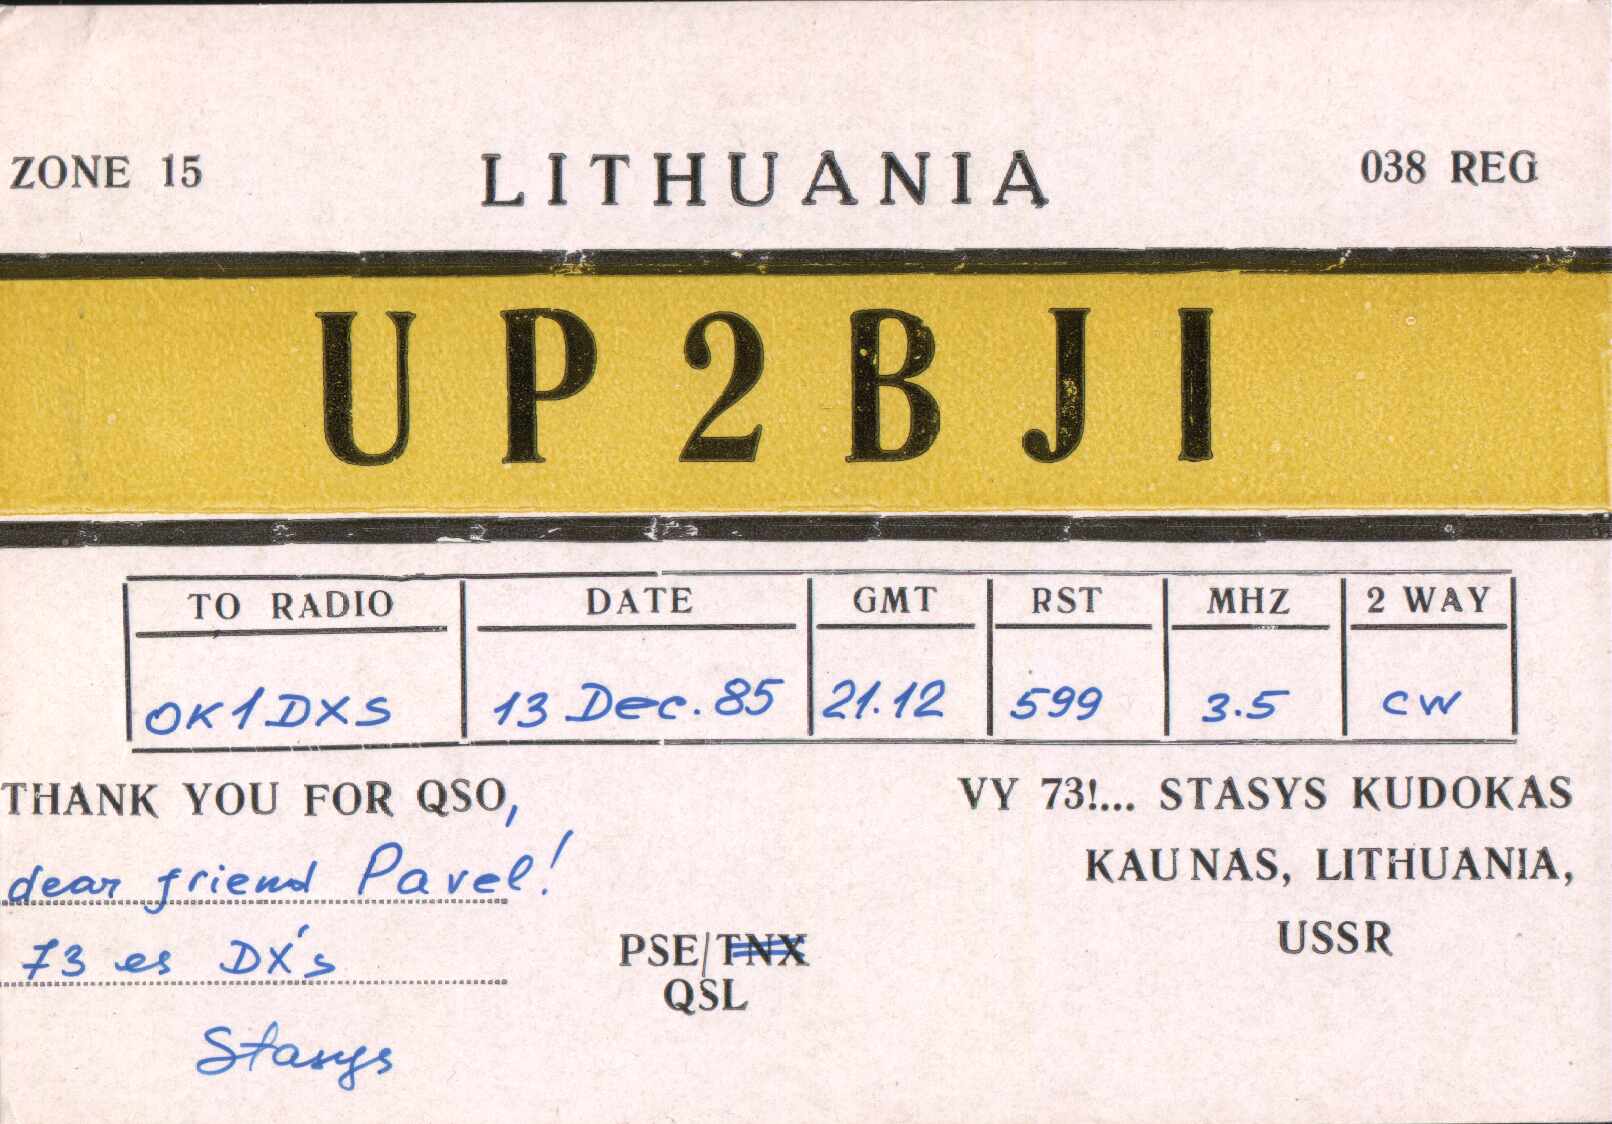 ZONE 15 LITHUANIA 038 REG
UP2BJI
TO RADIO DATE GMT RST MHZ 2 WAY
OK1DXS 13 Dec. 85 21.12 599 3.5 CW
THANK YOU FOR QSO,
dear friend Pavel!
73 es DX's
Stasys
PSE/TNX
QSL
VY 73!... STASYS KUDOKAS
KAUNAS, LITHUANIA,
USSR